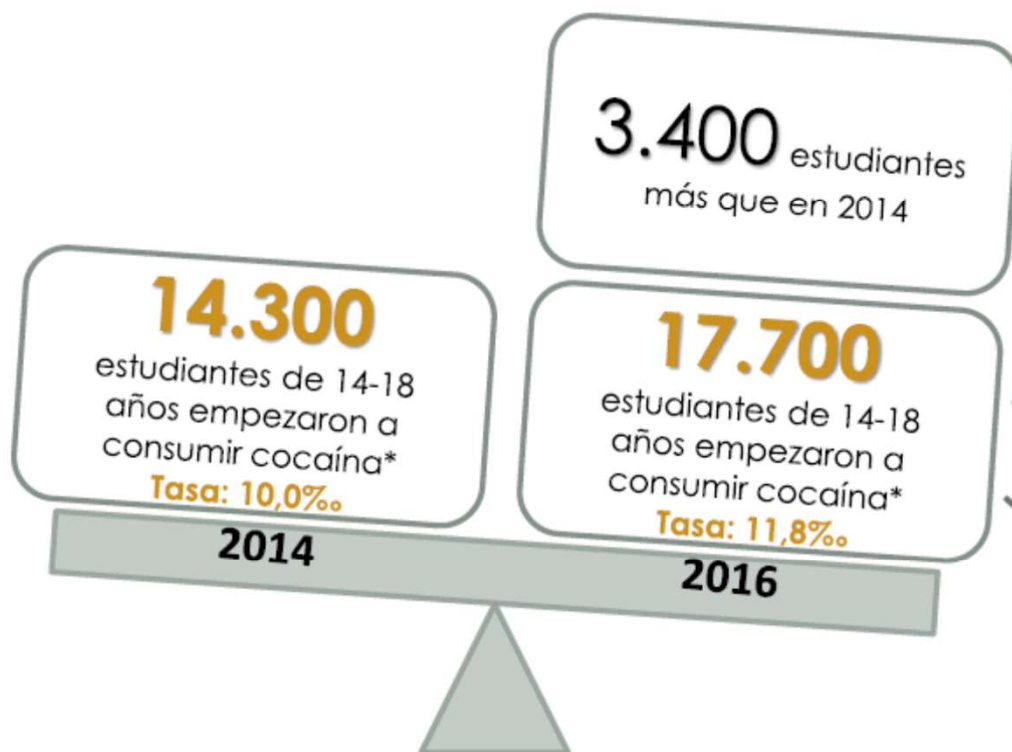 3.400 estudiantes
más que en 2014
14.300
estudiantes de 14-18
años empezaron a
consumir cocaína*
Tasa: 10,0‰
2014
17.700
estudiantes de 14-18
años empezaron a
consumir cocaína*
Tasa: 11,8‰
2016